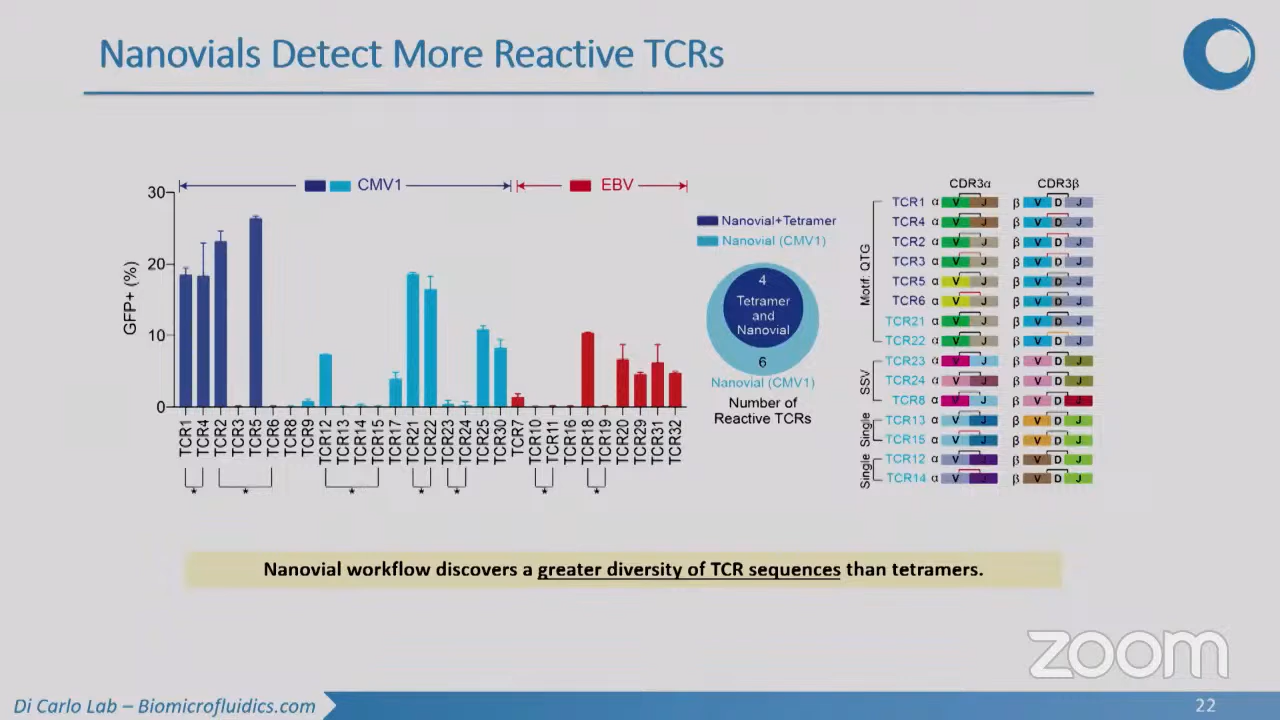 Nanovials Detect More Reactive TCRs
CMV1
EBV
GFP+ (%)
30
20
10
0
TCR1
TCR4
TCR2
TCR3
TCR5
TCR6
TCR8
TCR9
TCR12
TCR13
TCR14
TCR15
TCR17
TCR21
TCR22
TCR23
TCR24
TCR25
TCR30
TCR7
TCR10
TCR11
TCR16
TCR18
TCR19
TCR20
TCR29
TCR31
TCR32
* * * * * * *
Nanovial+Tetramer
Nanovial (CMV1)
4
Tetramer
and
Nanovial
6
Nanovial (CMV1)
Number of
Reactive TCRs
CDR3α CDR3β
Motif: QTG
TCR1 α V J β V D J
TCR4 α V J β V D J
TCR2 α V J β V D J
TCR3 α V J β V D J
TCR5 α V J β V D J
TCR6 α V J β V D J
TCR21 α V J β V D J
TCR22 α V J β V D J
SSV
TCR23 α V J β V D J
TCR24 α V J β V D J
TCR8 α V J β V D J
Single
TCR13 α V J β V D J
TCR15 α V J β V D J
Single
TCR12 α V J β V D J
TCR14 α V J β V D J
Nanovial workflow discovers a greater diversity of TCR sequences than tetramers.
zoom
Di Carlo Lab – Biomicrofluidics.com
22